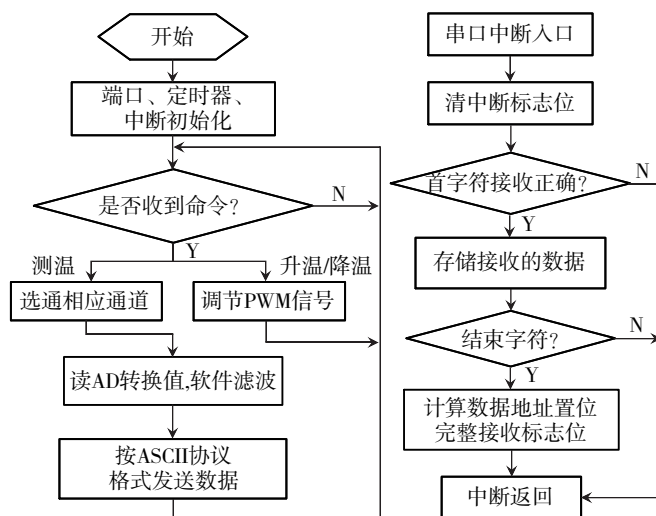 开始
端口、定时器、
中断初始化
是否收到命令?
N
Y
测温
升温/降温
选通相应通道
调节PWM信号
读AD转换值,软件滤波
按ASCII协议
格式发送数据
串口中断入口
清中断标志位
首字符接收正确?
N
Y
存储接收的数据
结束字符?
N
Y
计算数据地址置位
完整接收标志位
中断返回